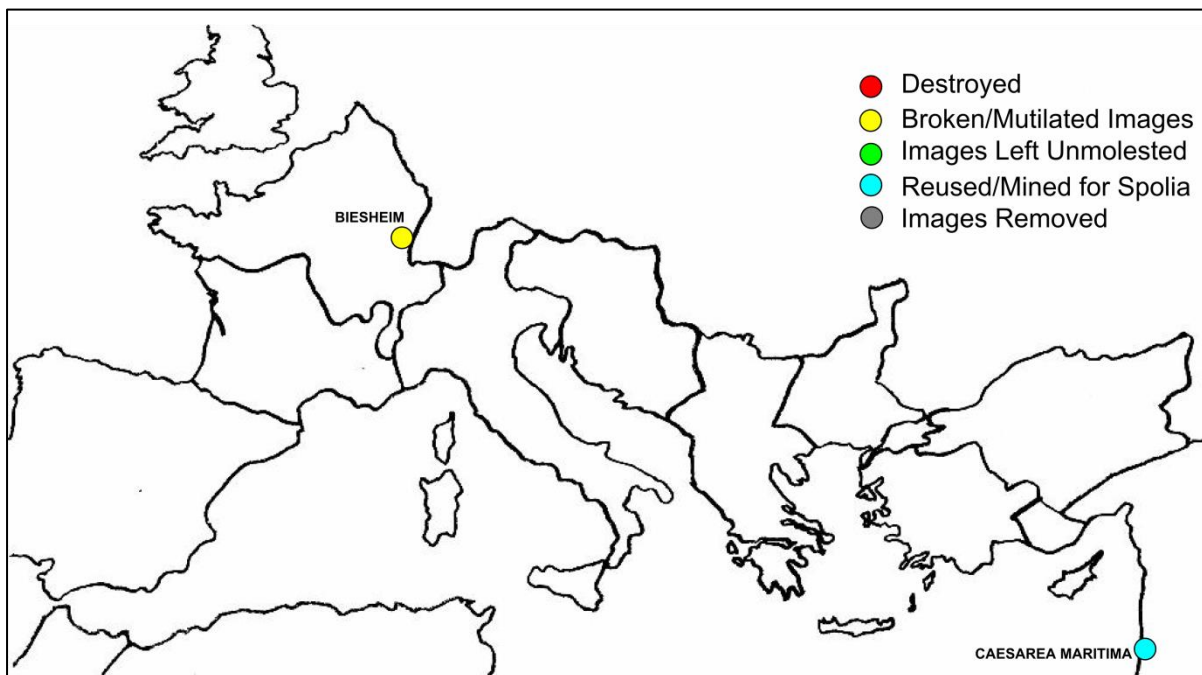 Destroyed
Broken/Mutilated Images
Images Left Unmolested
Reused/Mined for Spolia
Images Removed
BIESHEIM
CAESAREA MARITIMA